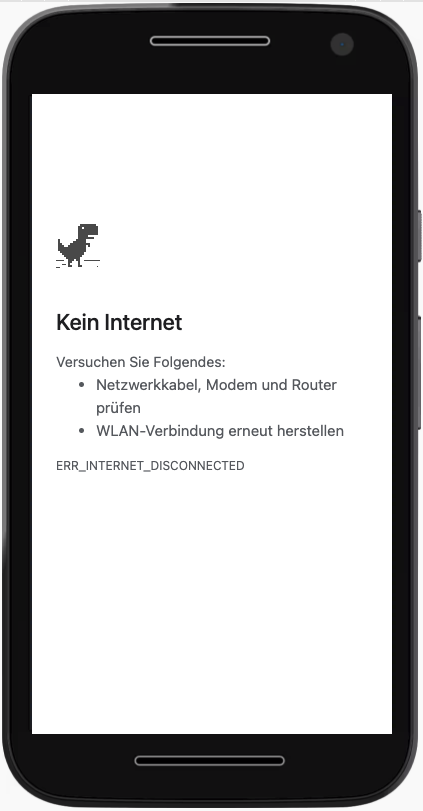 Kein Internet
Versuchen Sie Folgendes:
• Netzwerkkabel, Modem und Router
prüfen
• WLAN-Verbindung erneut herstellen
ERR_INTERNET_DISCONNECTED